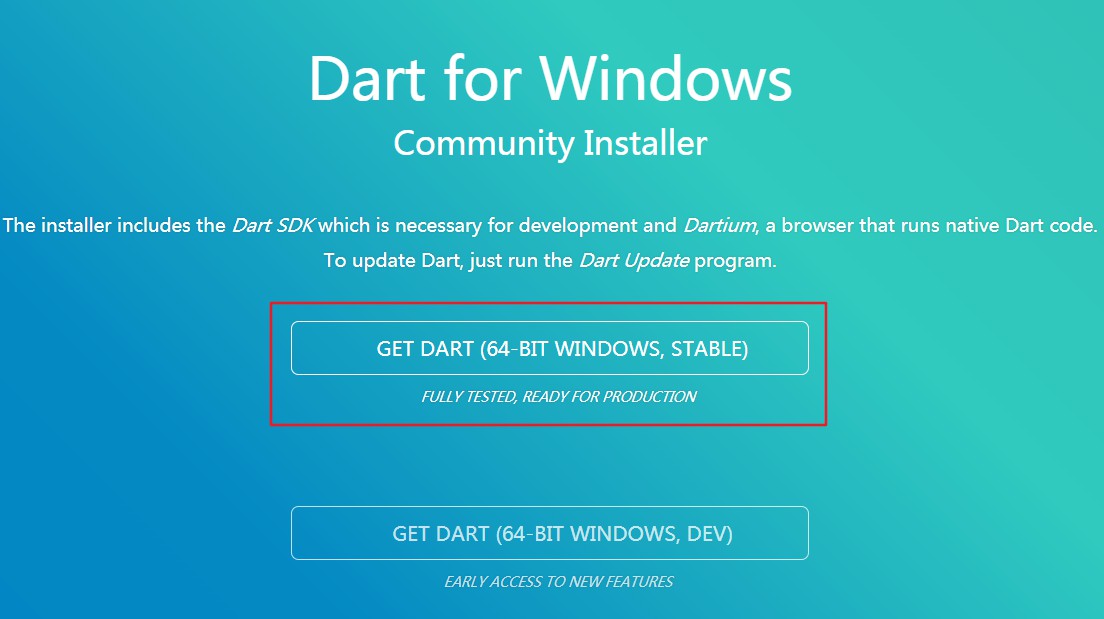 Dart for Windows
Community Installer
The installer includes the Dart SDK which is necessary for development and Dartium, a browser that runs native Dart code.
To update Dart, just run the Dart Update program.
GET DART (64-BIT WINDOWS, STABLE)
FULLY TESTED, READY FOR PRODUCTION
GET DART (64-BIT WINDOWS, DEV)
EARLY ACCESS TO NEW FEATURES